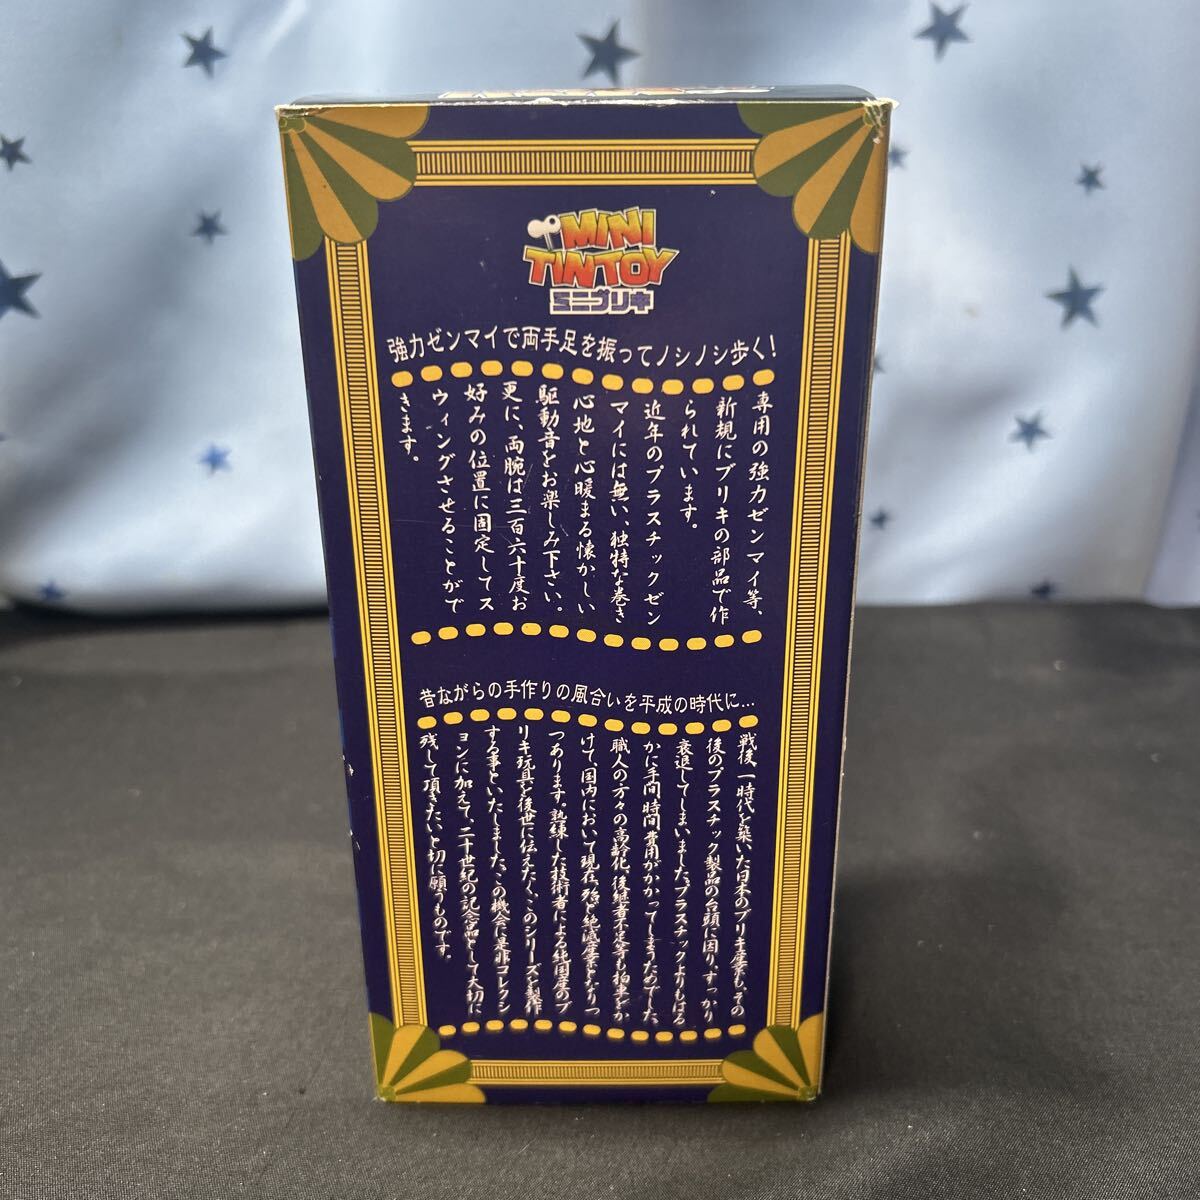 MINI
TINTOY
ミニブリキ
強力ゼンマイで両手足を振ってノシノシ歩く!
専用の強力ゼンマイ等、
新規にブリキの部品で作
られています。
近年のプラスチックゼン
マイには無い、独特な巻き
心地と心暖まる懐かしい
駆動音をお楽しみ下さい。
更に、両腕は三百六十度お
好みの位置に固定してス
ウィングさせることがで
きます。
昔ながらの手作りの風合いを平成の時代に…
戦後、一時代を築いた日本のブリキ産業も、その
後のプラスチック製品の台頭に因り、すっかり
衰退してしまいました。プラスチックよりもはる
かに手間、時間、費用がかかってしまうためでした。
職人の方々の高齢化、後継者不足等も拍車をか
けて、国内において現在、殆ど絶滅産業となりつ
つあります。熟練した技術者による純国産のブ
リキ玩具を後世に伝えたく、このシリーズを製作
する事といたしました。この機会に是非コレクシ
ョンに加えて、二十世紀の記念品として大切に
残して頂きたいと切に願うものです。